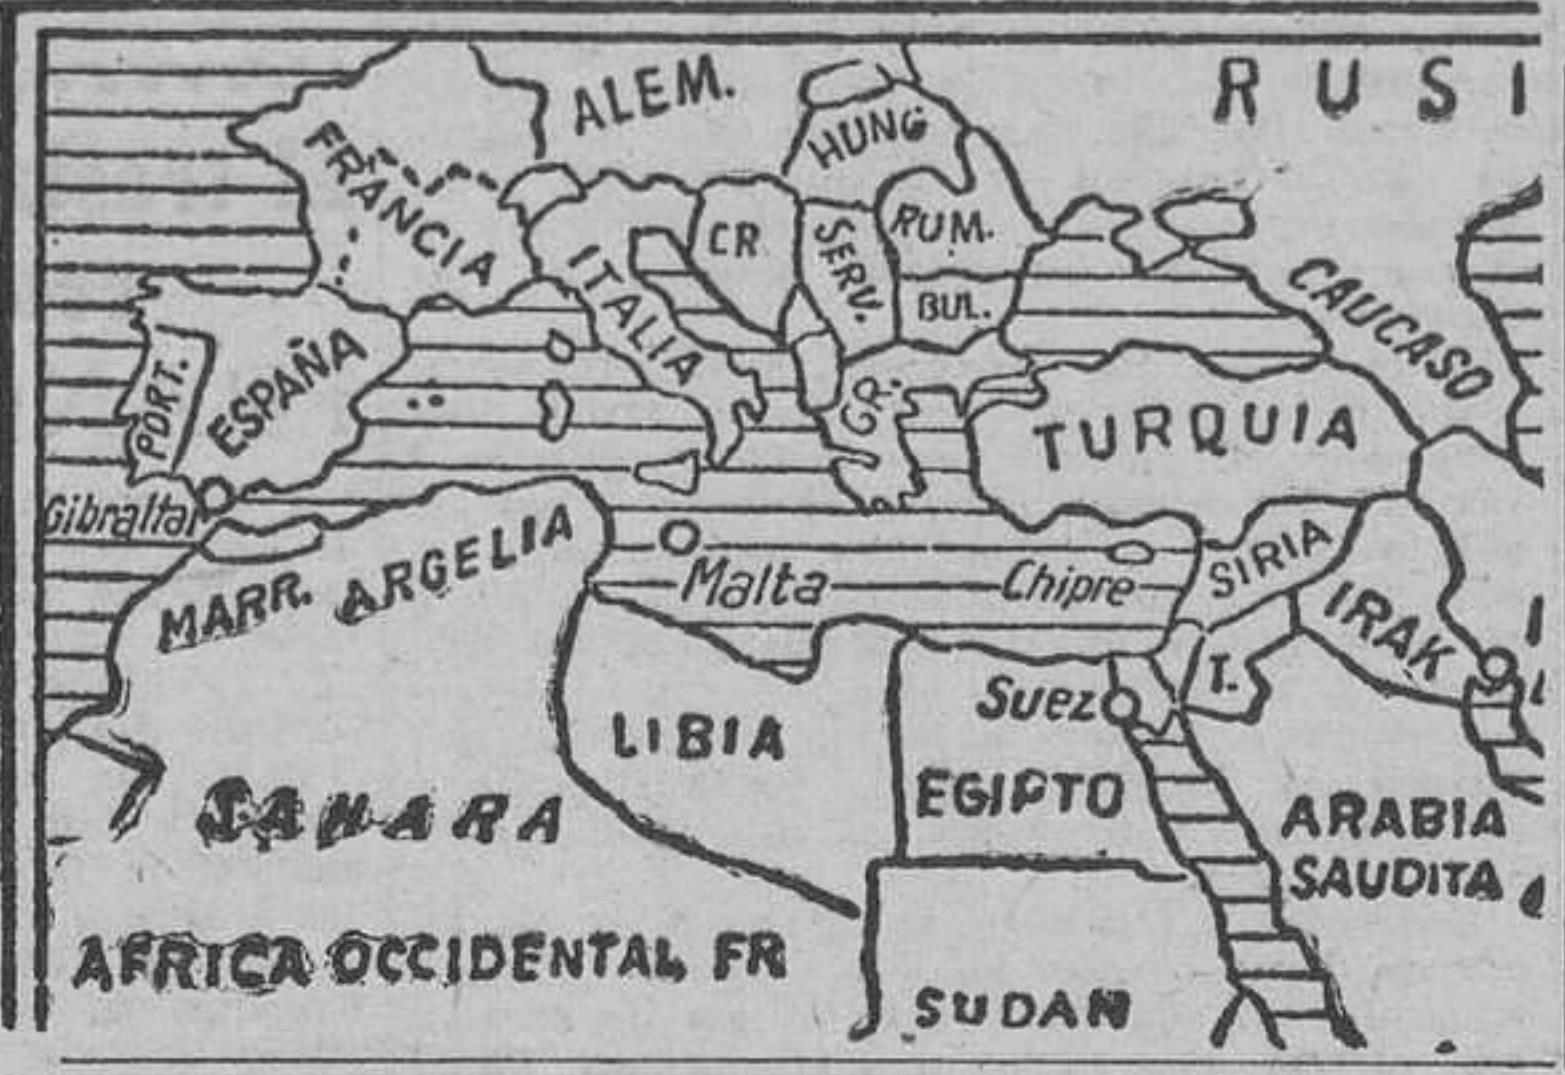 ALEM.
RUSI
HUNG
FRANCIA
ITALIA
CR
SERV.
RUM.
BUL.
CAUCASO
PORT.
ESPAÑA
GR.
TURQUIA
Gibraltar
MARR.
ARGELIA
Malta
Chipre
SIRIA
IRAK
T.
Suez
LIBIA
EGIPTO
SAHARA
ARABIA
SAUDITA
AFRICA OCCIDENTAL FR
SUDAN